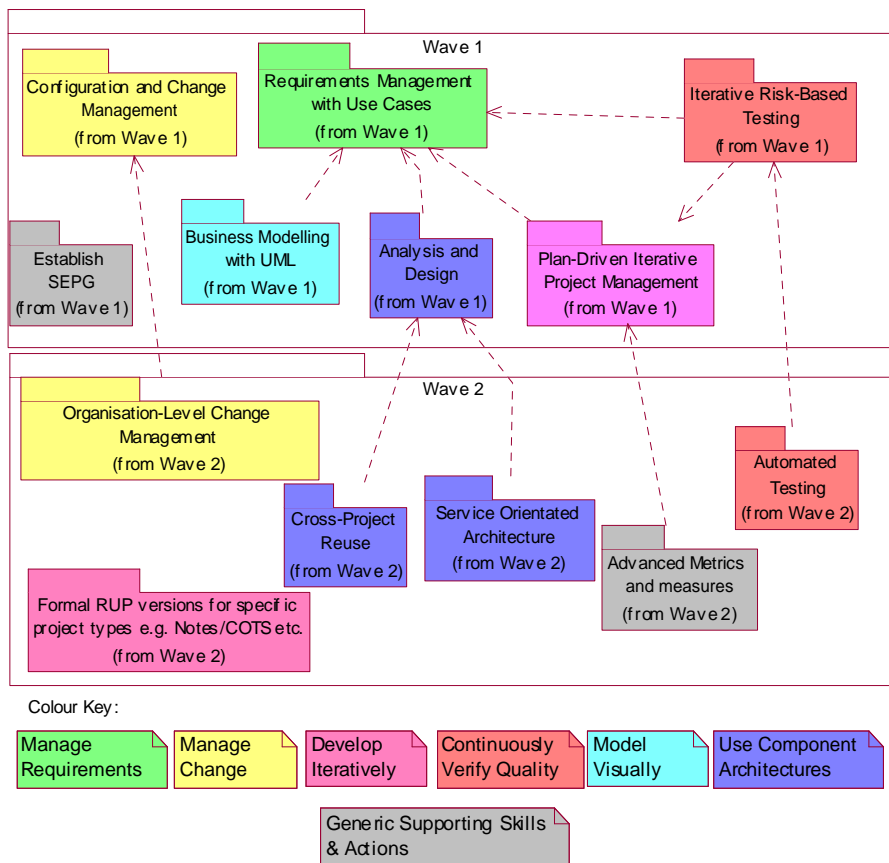 Wave 1
Configuration and Change
Management
(from Wave 1)
Requirements Management
with Use Cases
(from Wave 1)
Iterative Risk-Based
Testing
(from Wave 1)
Establish
SEPG
(from Wave 1)
Business Modelling
with UML
(from Wave 1)
Analysis and
Design
(from Wave 1)
Plan-Driven Iterative
Project Management
(from Wave 1)
Wave 2
Organisation-Level Change
Management
(from Wave 2)
Cross-Project
Reuse
(from Wave 2)
Service Orientated
Architecture
(from Wave 2)
Automated
Testing
(from Wave 2)
Advanced Metrics
and measures
(from Wave 2)
Formal RUP versions for specific
project types e.g. Notes/COTS etc.
(from Wave 2)
Colour Key:
Manage
Requirements
Manage
Change
Develop
Iteratively
Continuously
Verify Quality
Model
Visually
Use Component
Architectures
Generic Supporting Skills
& Actions